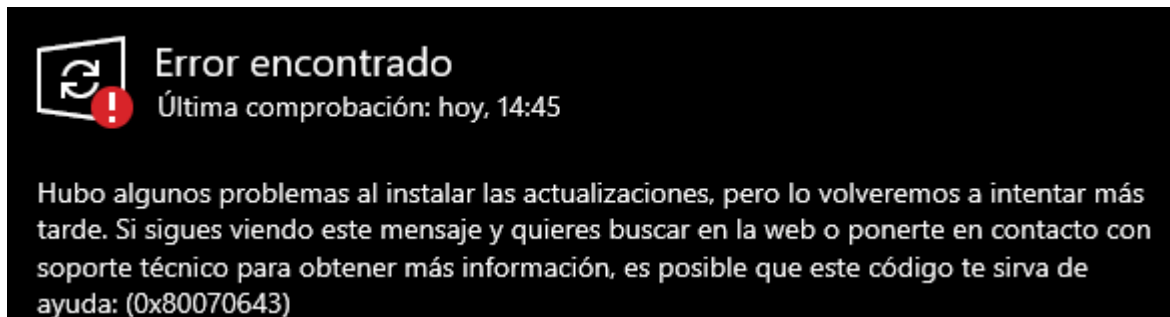 Error encontrado
Última comprobación: hoy, 14:45
Hubo algunos problemas al instalar las actualizaciones, pero lo volveremos a intentar más
tarde. Si sigues viendo este mensaje y quieres buscar en la web o ponerte en contacto con
soporte técnico para obtener más información, es posible que este código te sirva de
ayuda: (0x80070643)